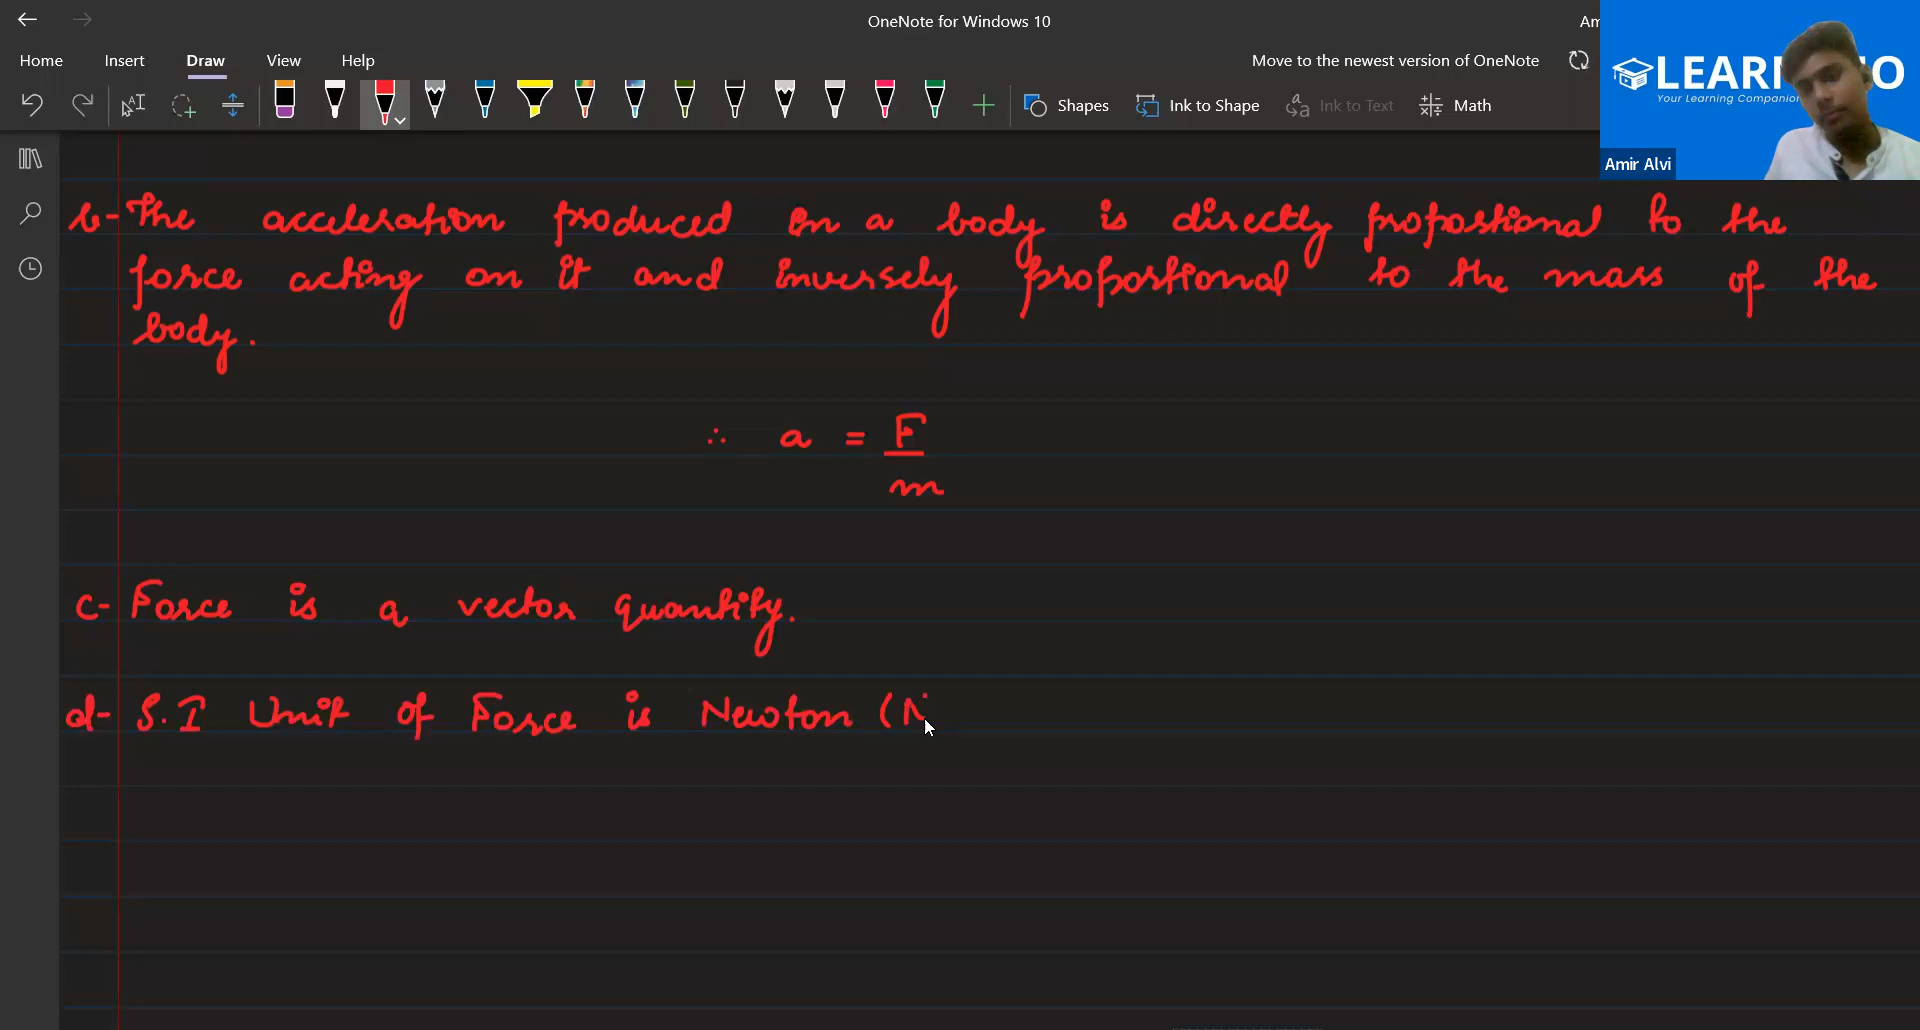 OneNote for Windows 10
Am
Home Insert Draw View Help
Move to the newest version of OneNote
Shapes Ink to Shape Ink to Text Math
LEAR O
Your Learning Companion
Amir Alvi
b- The acceleration produced in a body is directly proportional to the
force acting on it and inversely proportional to the mass of the
body.
∴ a = F
m
c- Force is a vector quantity.
d- S.I Unit of Force is Newton (N